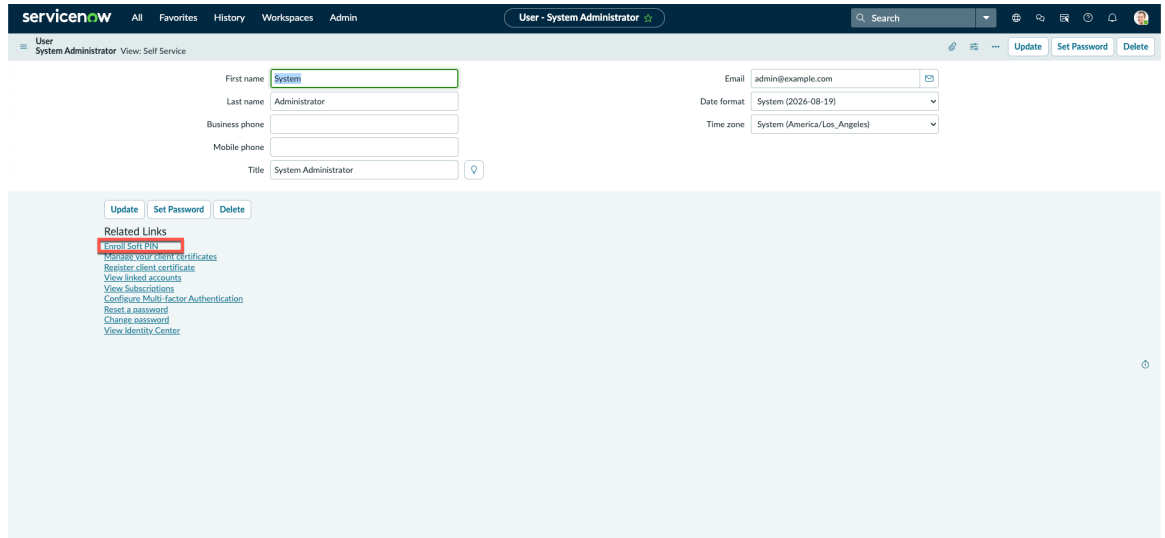 servicenow All Favorites History Workspaces Admin User - System Administrator Search
User
System Administrator View: Self Service Update Set Password Delete
First name System Email admin@example.com
Last name Administrator Date format System (2026-08-19)
Business phone Time zone System (America/Los_Angeles)
Mobile phone
Title System Administrator
Update Set Password Delete
Related Links
Enroll Soft PIN
Manage your client certificates
Register client certificate
View linked accounts
View Subscriptions
Configure Multi-factor Authentication
Reset a password
Change password
View Identity Center